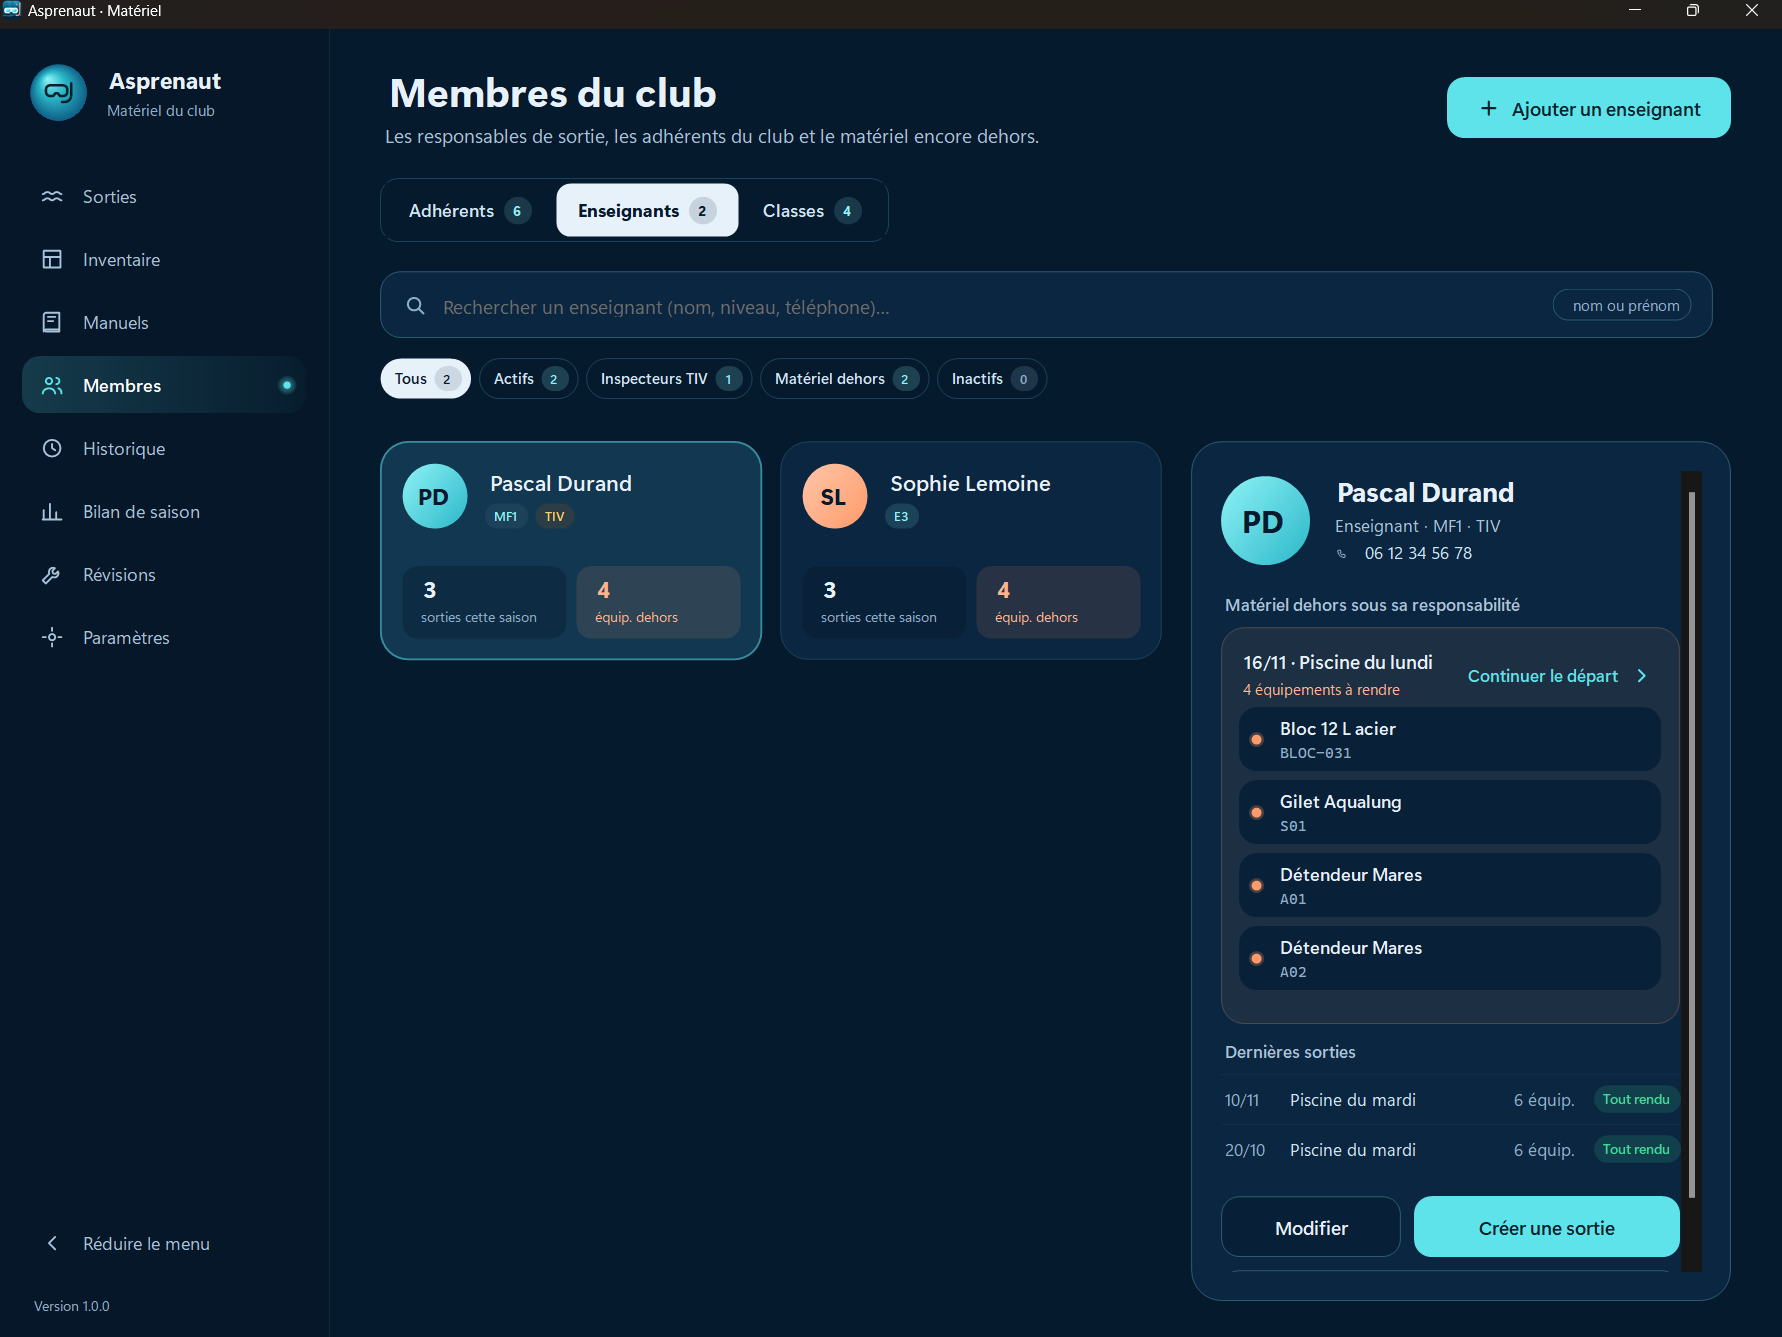 Asprenaut · Matériel
Asprenaut
Matériel du club
Sorties
Inventaire
Manuels
Membres
Historique
Bilan de saison
Révisions
Paramètres
Réduire le menu
Version 1.0.0
Membres du club
Les responsables de sortie, les adhérents du club et le matériel encore dehors.
+ Ajouter un enseignant
Adhérents 6
Enseignants 2
Classes 4
Rechercher un enseignant (nom, niveau, téléphone)...
nom ou prénom
Tous 2
Actifs 2
Inspecteurs TIV 1
Matériel dehors 2
Inactifs 0
PD
Pascal Durand
MF1 TIV
3
sorties cette saison
4
équip. dehors
SL
Sophie Lemoine
E3
3
sorties cette saison
4
équip. dehors
PD
Pascal Durand
Enseignant · MF1 · TIV
06 12 34 56 78
Matériel dehors sous sa responsabilité
16/11 · Piscine du lundi
4 équipements à rendre
Continuer le départ
Bloc 12 L acier
BLOC-031
Gilet Aqualung
S01
Détendeur Mares
A01
Détendeur Mares
A02
Dernières sorties
10/11 Piscine du mardi 6 équip. Tout rendu
20/10 Piscine du mardi 6 équip. Tout rendu
Modifier
Créer une sortie